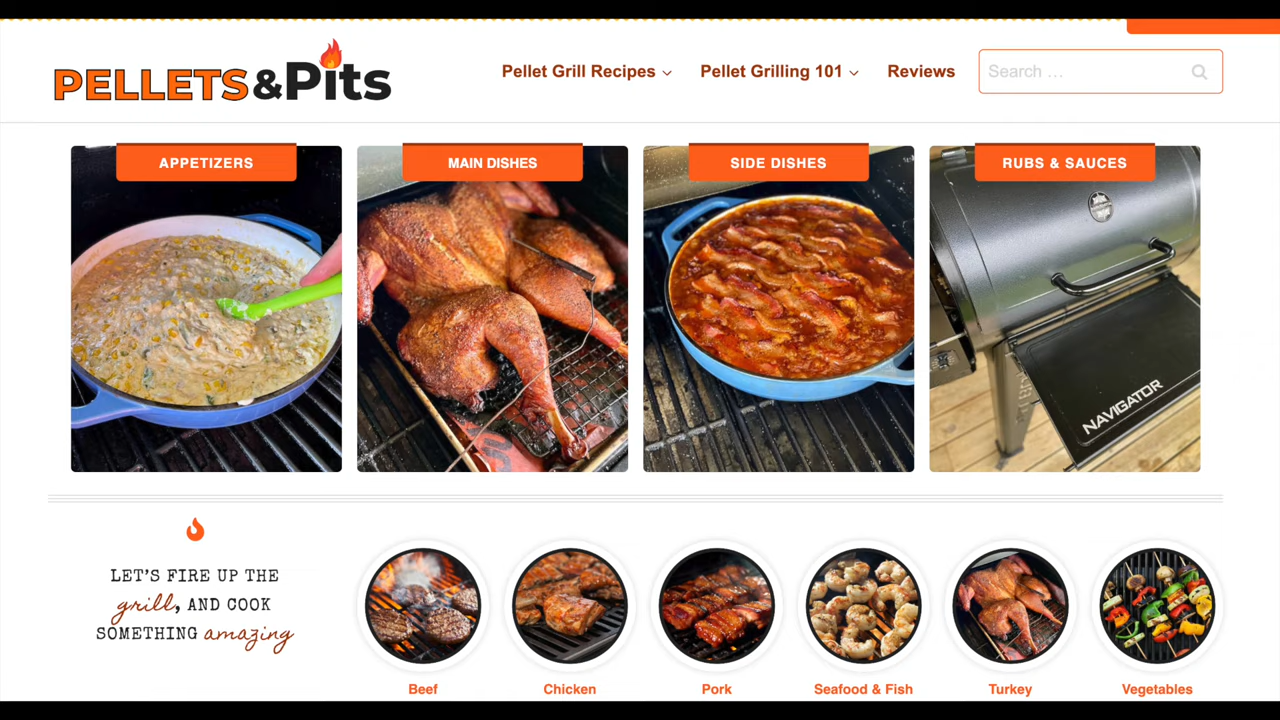 PELLETS&Pits
Pellet Grill Recipes
Pellet Grilling 101
Reviews
Search …
APPETIZERS
MAIN DISHES
SIDE DISHES
RUBS & SAUCES
NAVIGATOR
LET'S FIRE UP THE
grill, AND COOK
SOMETHING amazing
Beef
Chicken
Pork
Seafood & Fish
Turkey
Vegetables